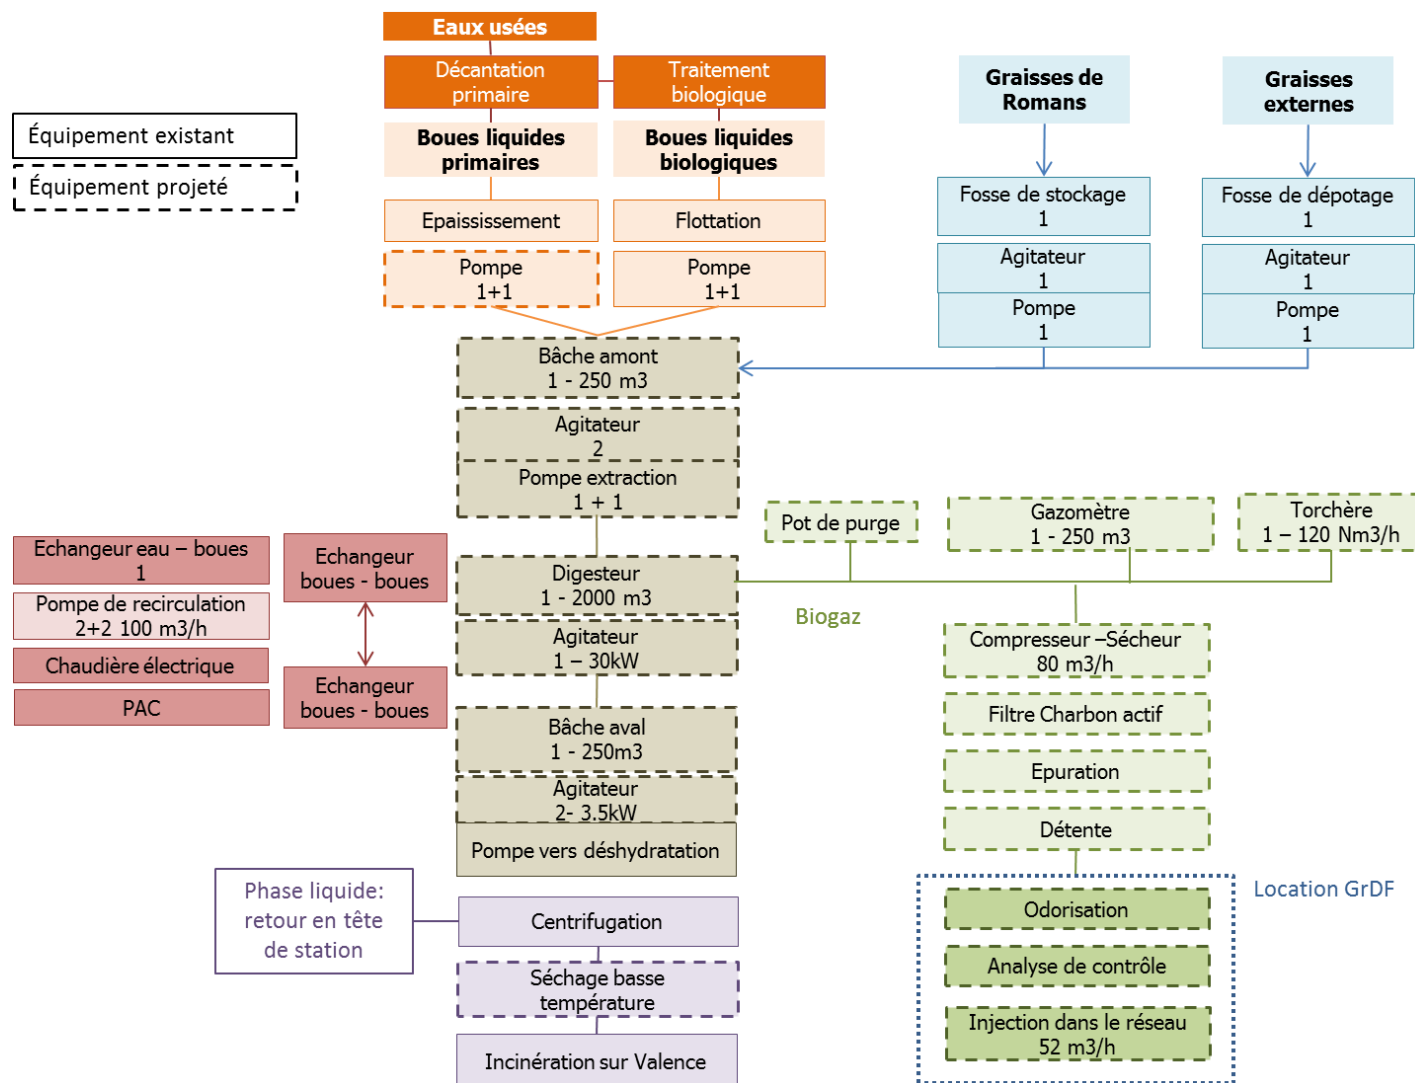 Eaux usées
Décantation
primaire
Traitement
biologique
Graisses de
Romans
Graisses
externes
Équipement existant
Équipement projeté
Boues liquides
primaires
Boues liquides
biologiques
Epaississement
Flottation
Fosse de stockage
1
Fosse de dépotage
1
Pompe
1+1
Pompe
1+1
Agitateur
1
Agitateur
1
Pompe
1
Pompe
1
Bâche amont
1 - 250 m3
Agitateur
2
Pompe extraction
1 + 1
Pot de purge
Gazomètre
1 - 250 m3
Torchère
1 – 120 Nm3/h
Echangeur eau – boues
1
Echangeur
boues - boues
Digesteur
1 - 2000 m3
Biogaz
Pompe de recirculation
2+2 100 m3/h
Agitateur
1 – 30kW
Compresseur –Sécheur
80 m3/h
Chaudière électrique
PAC
Echangeur
boues - boues
Filtre Charbon actif
Bâche aval
1 - 250m3
Epuration
Agitateur
2- 3.5kW
Détente
Pompe vers déshydratation
Phase liquide:
retour en tête
de station
Centrifugation
Location GrDF
Odorisation
Séchage basse
température
Analyse de contrôle
Incinération sur Valence
Injection dans le réseau
52 m3/h